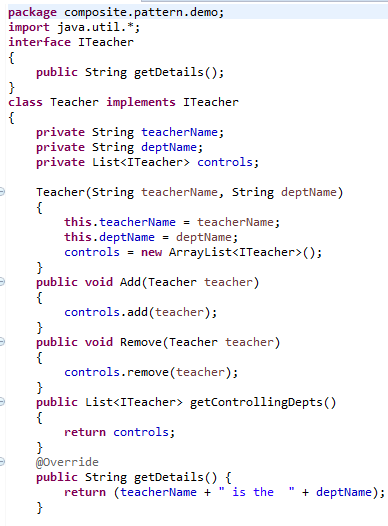 package composite.pattern.demo;
import java.util.*;
interface ITeacher
{
    public String getDetails();
}
class Teacher implements ITeacher
{
    private String teacherName;
    private String deptName;
    private List<ITeacher> controls;

    Teacher(String teacherName, String deptName)
    {
        this.teacherName = teacherName;
        this.deptName = deptName;
        controls = new ArrayList<ITeacher>();
    }
    public void Add(Teacher teacher)
    {
        controls.add(teacher);
    }
    public void Remove(Teacher teacher)
    {
        controls.remove(teacher);
    }
    public List<ITeacher> getControllingDepts()
    {
        return controls;
    }
    @Override
    public String getDetails() {
        return (teacherName + " is the  " + deptName);
    }